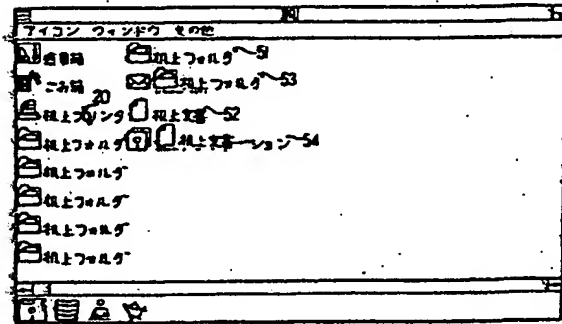 アイコン ウィンドウ その他
書類箱 机上フォルダ 51
ごみ箱 机上フォルダ 53
20
机上プリンタ 机上文書 52
机上フォルダ 机上文書 ーション 54
机上フォルダ
机上フォルダ
机上フォルダ
机上フォルダ